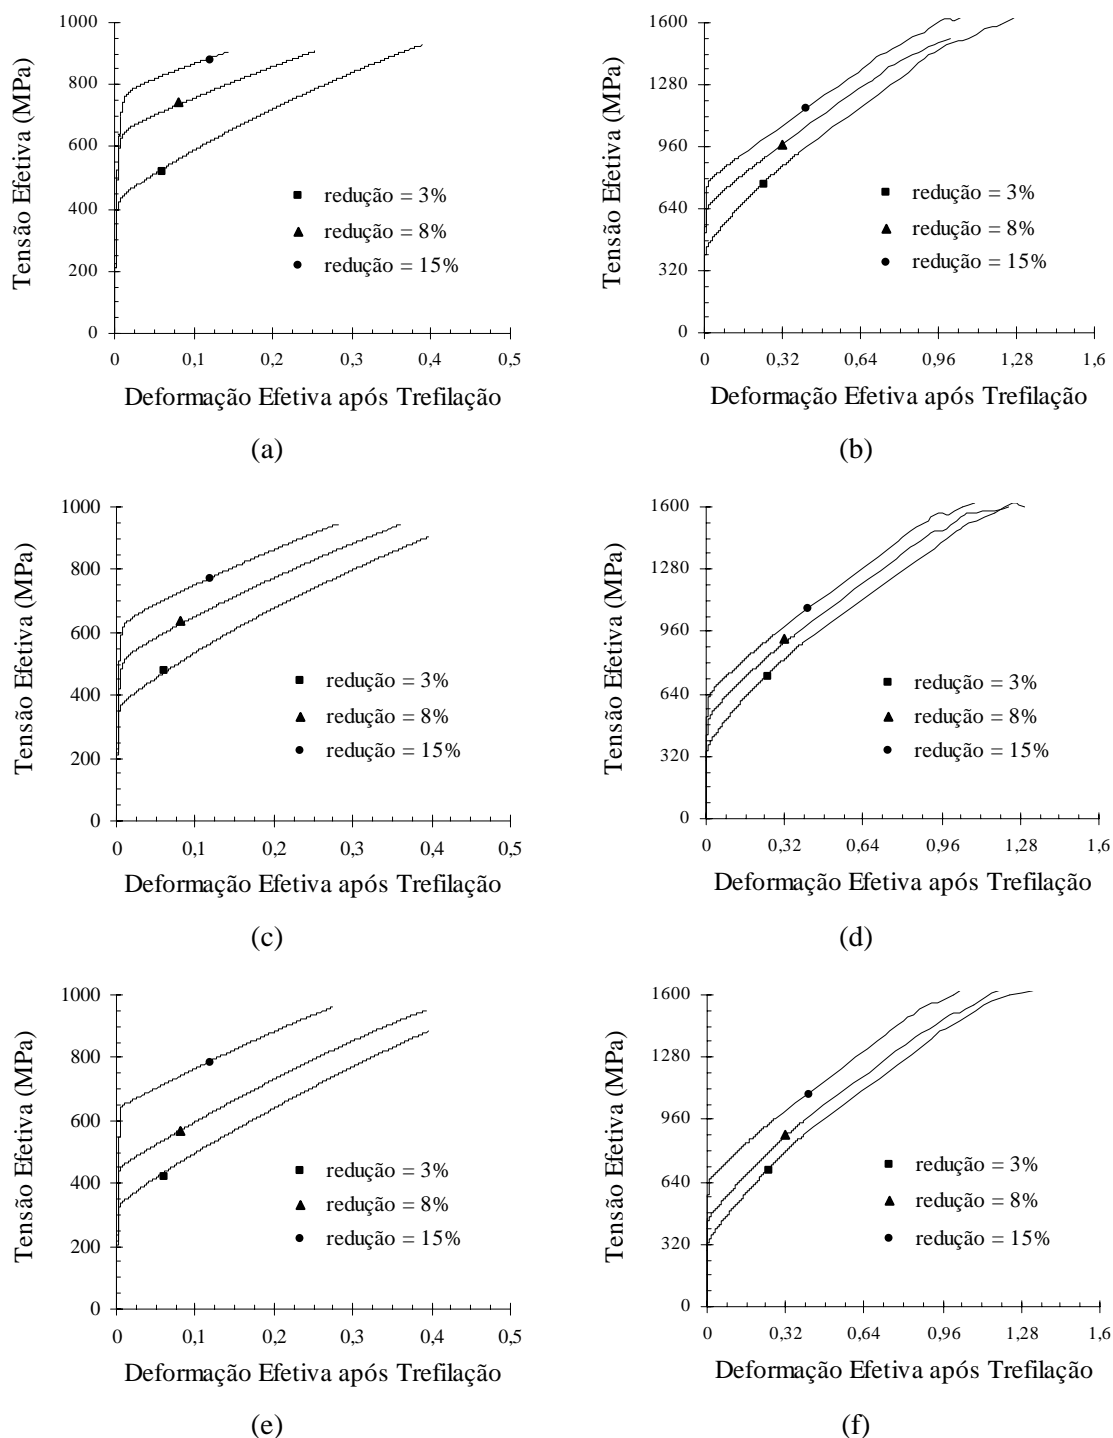 1000
800
600
400
200
0
Tensão Efetiva (MPa)
redução = 3%
redução = 8%
redução = 15%
0 0,1 0,2 0,3 0,4 0,5
Deformação Efetiva após Trefilação
(a)
1600
1280
960
640
320
0
Tensão Efetiva (MPa)
redução = 3%
redução = 8%
redução = 15%
0 0,32 0,64 0,96 1,28 1,6
Deformação Efetiva após Trefilação
(b)
1000
800
600
400
200
0
Tensão Efetiva (MPa)
redução = 3%
redução = 8%
redução = 15%
0 0,1 0,2 0,3 0,4 0,5
Deformação Efetiva após Trefilação
(c)
1600
1280
960
640
320
0
Tensão Efetiva (MPa)
redução = 3%
redução = 8%
redução = 15%
0 0,32 0,64 0,96 1,28 1,6
Deformação Efetiva após Trefilação
(d)
1000
800
600
400
200
0
Tensão Efetiva (MPa)
redução = 3%
redução = 8%
redução = 15%
0 0,1 0,2 0,3 0,4 0,5
Deformação Efetiva após Trefilação
(e)
1600
1280
960
640
320
0
Tensão Efetiva (MPa)
redução = 3%
redução = 8%
redução = 15%
0 0,32 0,64 0,96 1,28 1,6
Deformação Efetiva após Trefilação
(f)